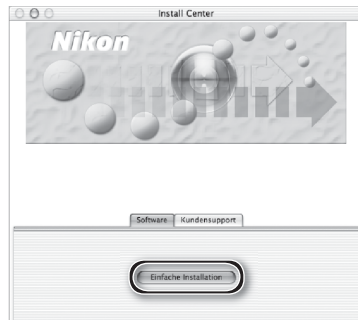 Install Center
Nikon
Software Kundensupport
Einfache Installation